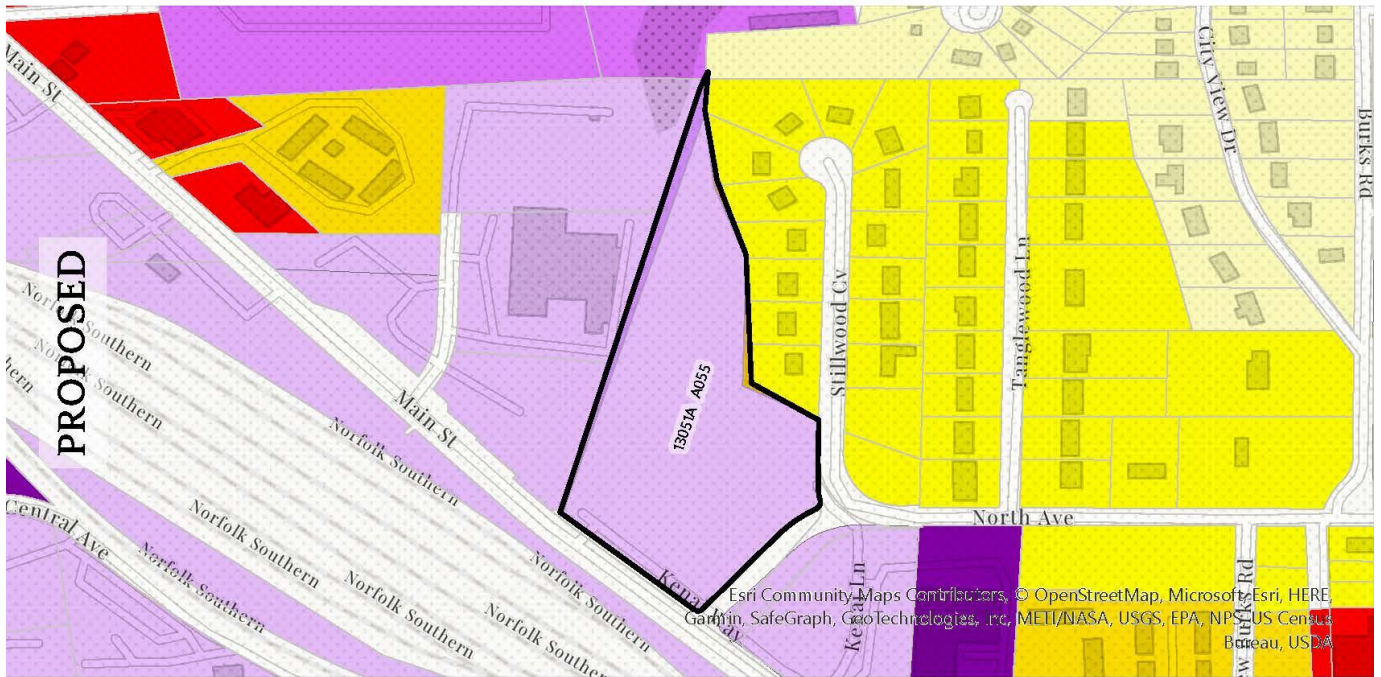 Main St
City View Dr
Burks Rd
PROPOSED
Norfolk Southern
Norfolk Southern
Stillwood Cv
Tanglewood Ln
13051A A055
Main St
Norfolk Southern
Norfolk Southern
Central Ave
Norfolk Southern
Norfolk Southern
Norfolk Southern
Norfolk Southern
North Ave
Kenai Ln
Esri Community Maps Contributors, © OpenStreetMap, Microsoft, Esri, HERE,
Garmin, SafeGraph, GeoTechnologies, Inc, METI/NASA, USGS, EPA, NPS, US Census
Bureau, USDA